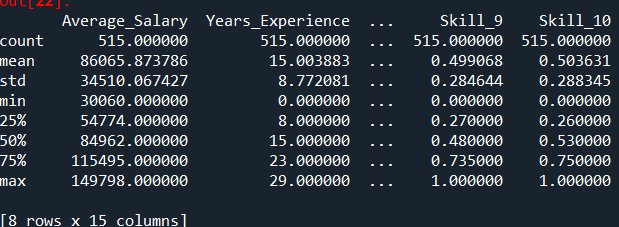 Out[22]:
Average_Salary Years_Experience ... Skill_9 Skill_10
count 515.000000 515.000000 ... 515.000000 515.000000
mean 86065.873786 15.003883 ... 0.499068 0.503631
std 34510.067427 8.772081 ... 0.284644 0.288345
min 30060.000000 0.000000 ... 0.000000 0.000000
25% 54774.000000 8.000000 ... 0.270000 0.260000
50% 84962.000000 15.000000 ... 0.480000 0.530000
75% 115495.000000 23.000000 ... 0.735000 0.750000
max 149798.000000 29.000000 ... 1.000000 1.000000
[8 rows x 15 columns]